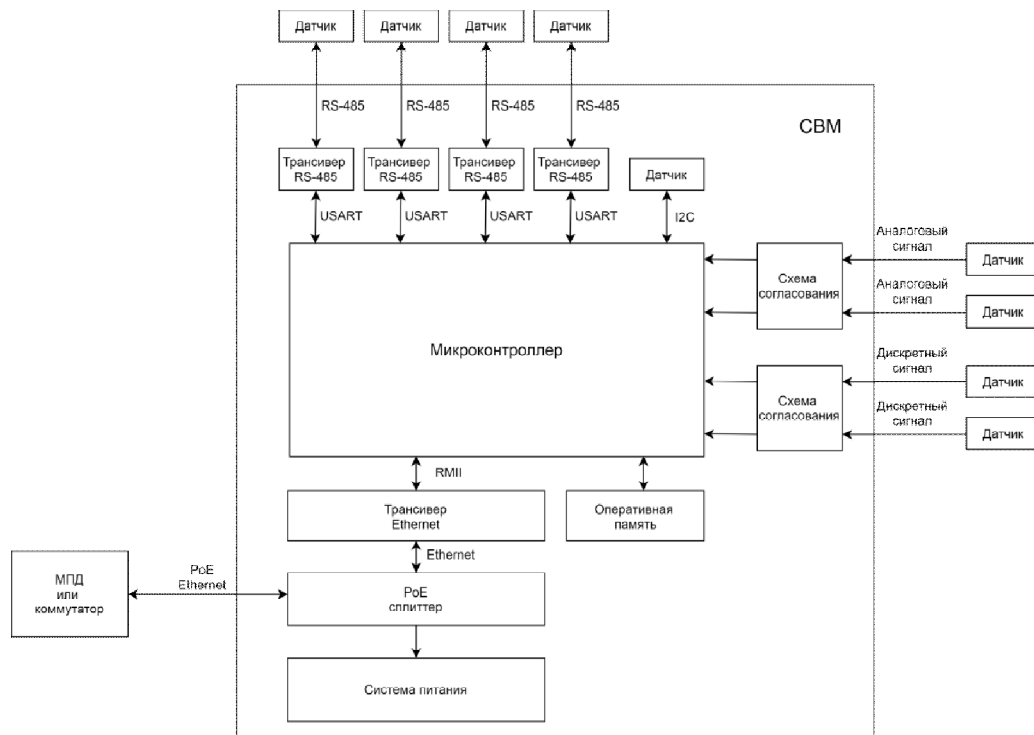 Датчик
Датчик
Датчик
Датчик
RS-485
RS-485
RS-485
RS-485
СВМ
Трансивер
RS-485
Трансивер
RS-485
Трансивер
RS-485
Трансивер
RS-485
Датчик
USART
USART
USART
USART
I2C
Аналоговый
сигнал
Датчик
Схема
согласования
Аналоговый
сигнал
Датчик
Микроконтроллер
Дискретный
сигнал
Датчик
Схема
согласования
Дискретный
сигнал
Датчик
RMII
Трансивер
Ethernet
Оперативная
память
Ethernet
МПД
или
коммутатор
PoE
Ethernet
PoE
сплиттер
Система питания